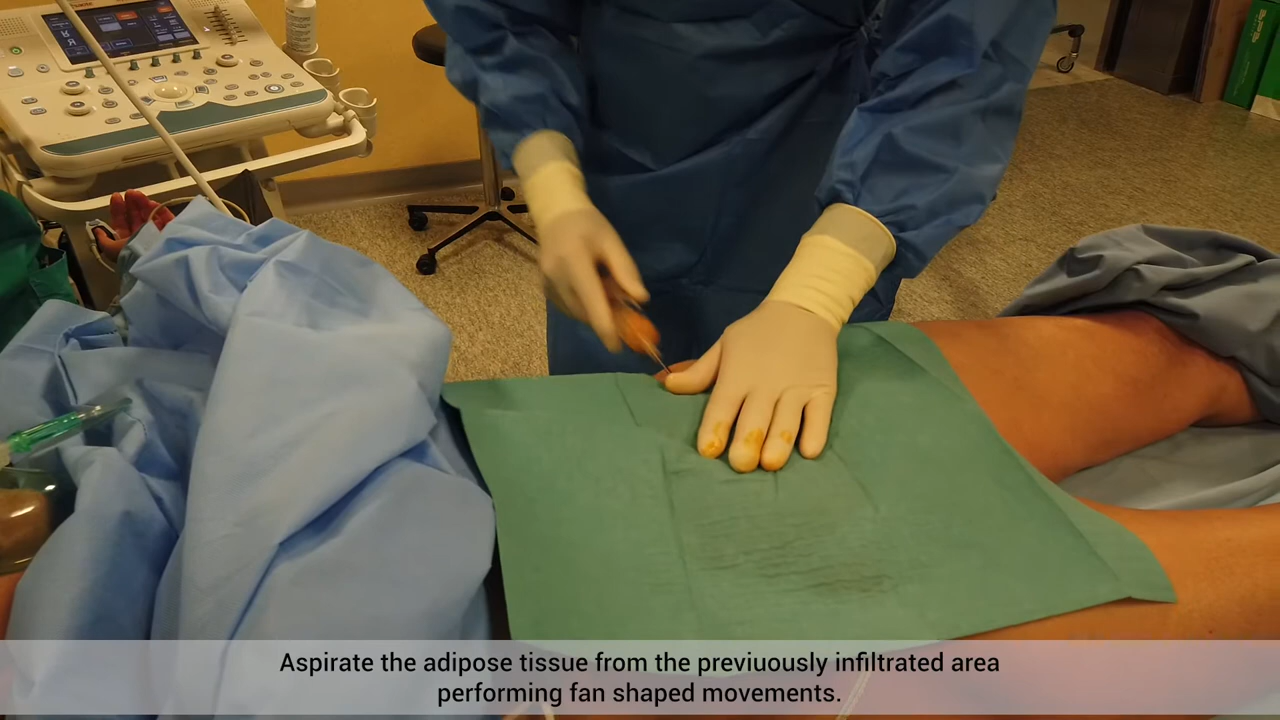 Aspirate the adipose tissue from the previuously infiltrated area
performing fan shaped movements.